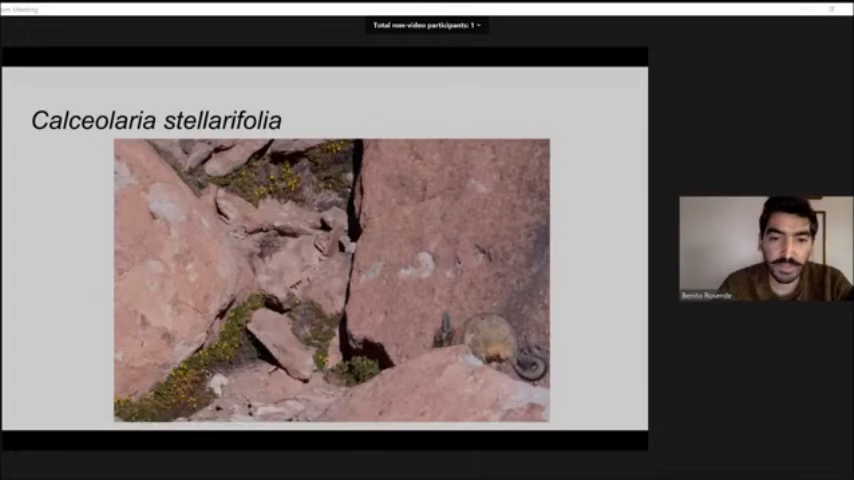 Total non-video participants: 1
Calceolaria stellarifolia
Benito Rosende